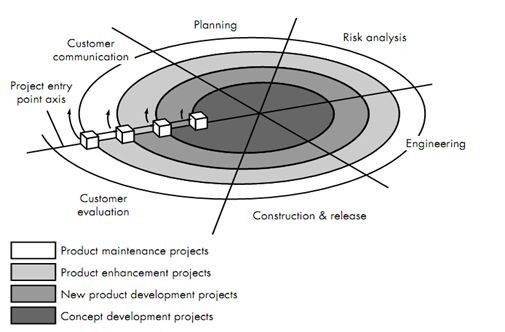 Planning
Risk analysis
Customer
communication
Project entry
point axis
Engineering
Customer
evaluation
Construction & release
Product maintenance projects
Product enhancement projects
New product development projects
Concept development projects